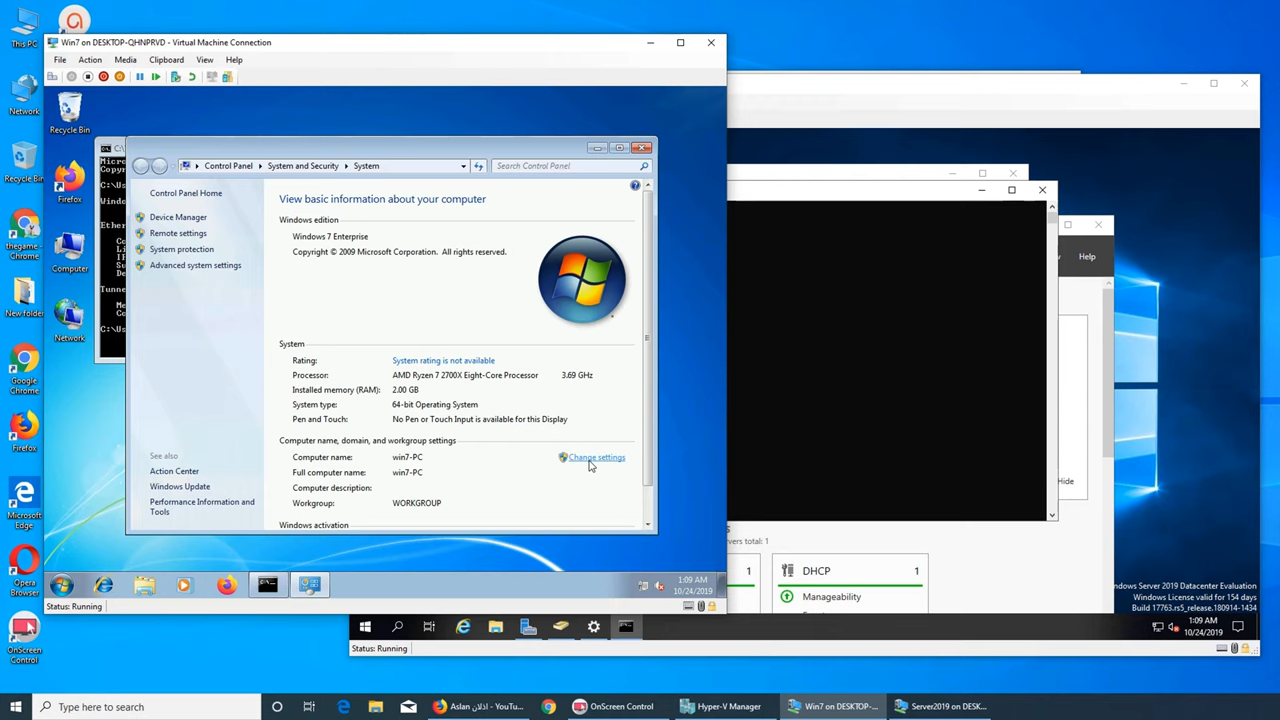 This PC
Network
Recycle Bin
thegame -
Chrome
New folder
Google
Chrome
Firefox
Microsoft
Edge
Opera
Browser
OnScreen
Control
Win7 on DESKTOP-QHNPRVD - Virtual Machine Connection
File Action Media Clipboard View Help
Recycle Bin
Firefox
Computer
Network
Control Panel System and Security System
Search Control Panel
Control Panel Home
Device Manager
Remote settings
System protection
Advanced system settings
See also
Action Center
Windows Update
Performance Information and
Tools
View basic information about your computer
Windows edition
Windows 7 Enterprise
Copyright © 2009 Microsoft Corporation. All rights reserved.
System
Rating: System rating is not available
Processor: AMD Ryzen 7 2700X Eight-Core Processor 3.69 GHz
Installed memory (RAM): 2.00 GB
System type: 64-bit Operating System
Pen and Touch: No Pen or Touch Input is available for this Display
Computer name, domain, and workgroup settings
Computer name: win7-PC
Change settings
Full computer name: win7-PC
Computer description:
Workgroup: WORKGROUP
Windows activation
1:09 AM
10/24/2019
Status: Running
Help
Hide
servers total: 1
1
DHCP 1
Manageability
Windows Server 2019 Datacenter Evaluation
Windows License valid for 154 days
Build 17763.rs5_release.180914-1434
1:09 AM
10/24/2019
Status: Running
Type here to search
Aslan اذلان - YouTu...
OnScreen Control
Hyper-V Manager
Win7 on DESKTOP-...
Server2019 on DESK...